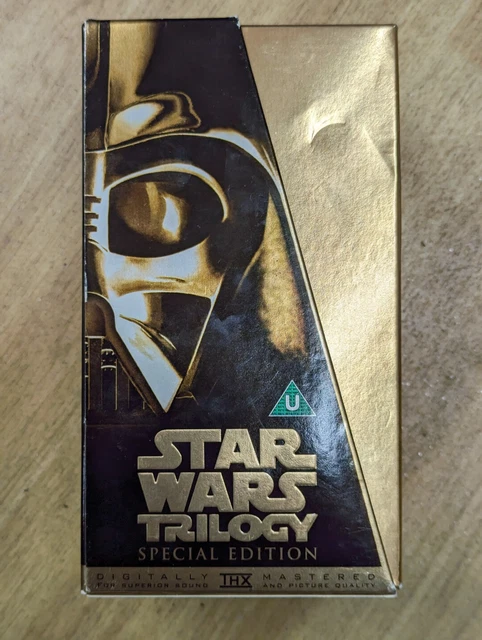 U
STAR
WARS
TRILOGY
SPECIAL EDITION
DIGITALLY THX MASTERED
FOR SUPERIOR SOUND AND PICTURE QUALITY